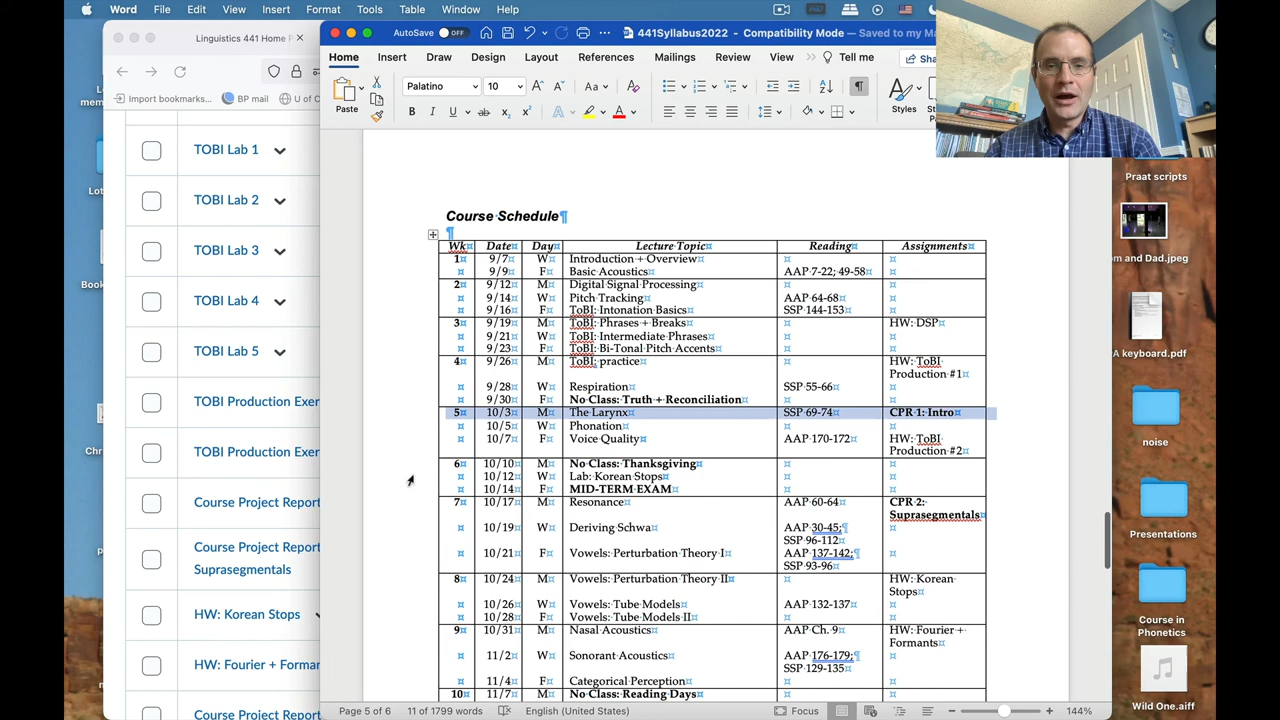 Word File Edit View Insert Format Tools Table Window Help
Linguistics 441 Home P
Import bookmarks... BP mail U of C
TOBI Lab 1
TOBI Lab 2
TOBI Lab 3
TOBI Lab 4
TOBI Lab 5
TOBI Production Exer
TOBI Production Exer
Course Project Report
Course Project Report
Suprasegmentals
HW: Korean Stops
HW: Fourier + Forman
Course Project Report
AutoSave OFF 441Syllabus2022 - Compatibility Mode — Saved to my Ma
Home Insert Draw Design Layout References Mailings Review View Tell me Sha
Paste Palatino 10 Styles
Course Schedule¶
¶
Wk Date Day Lecture Topic Reading Assignments
1 9/7 W Introduction + Overview
9/9 F Basic Acoustics AAP 7-22; 49-58
2 9/12 M Digital Signal Processing
9/14 W Pitch Tracking AAP 64-68
9/16 F ToBI: Intonation Basics SSP 144-153
3 9/19 M ToBI: Phrases + Breaks HW: DSP
9/21 W ToBI: Intermediate Phrases
9/23 F ToBI: Bi-Tonal Pitch Accents
4 9/26 M ToBI: practice HW: ToBI
Production #1
9/28 W Respiration SSP 55-66
9/30 F No Class: Truth + Reconciliation
5 10/3 M The Larynx SSP 69-74 CPR 1: Intro
10/5 W Phonation
10/7 F Voice Quality AAP 170-172 HW: ToBI
Production #2
6 10/10 M No Class: Thanksgiving
10/12 W Lab: Korean Stops
10/14 F MID-TERM EXAM
7 10/17 M Resonance AAP 60-64 CPR 2:
Suprasegmentals
10/19 W Deriving Schwa AAP 30-45;¶
SSP 96-112
10/21 F Vowels: Perturbation Theory I AAP 137-142;¶
SSP 93-96
8 10/24 M Vowels: Perturbation Theory II HW: Korean
Stops
10/26 W Vowels: Tube Models AAP 132-137
10/28 F Vowels: Tube Models II
9 10/31 M Nasal Acoustics AAP Ch. 9 HW: Fourier +
Formants
11/2 W Sonorant Acoustics AAP 176-179;¶
SSP 129-135
11/4 F Categorical Perception
10 11/7 M No Class: Reading Days
Page 5 of 6 11 of 1799 words English (United States) Focus 144%
Praat scripts
om and Dad.jpeg
A keyboard.pdf
noise
Presentations
Course in
Phonetics
Wild One.aiff